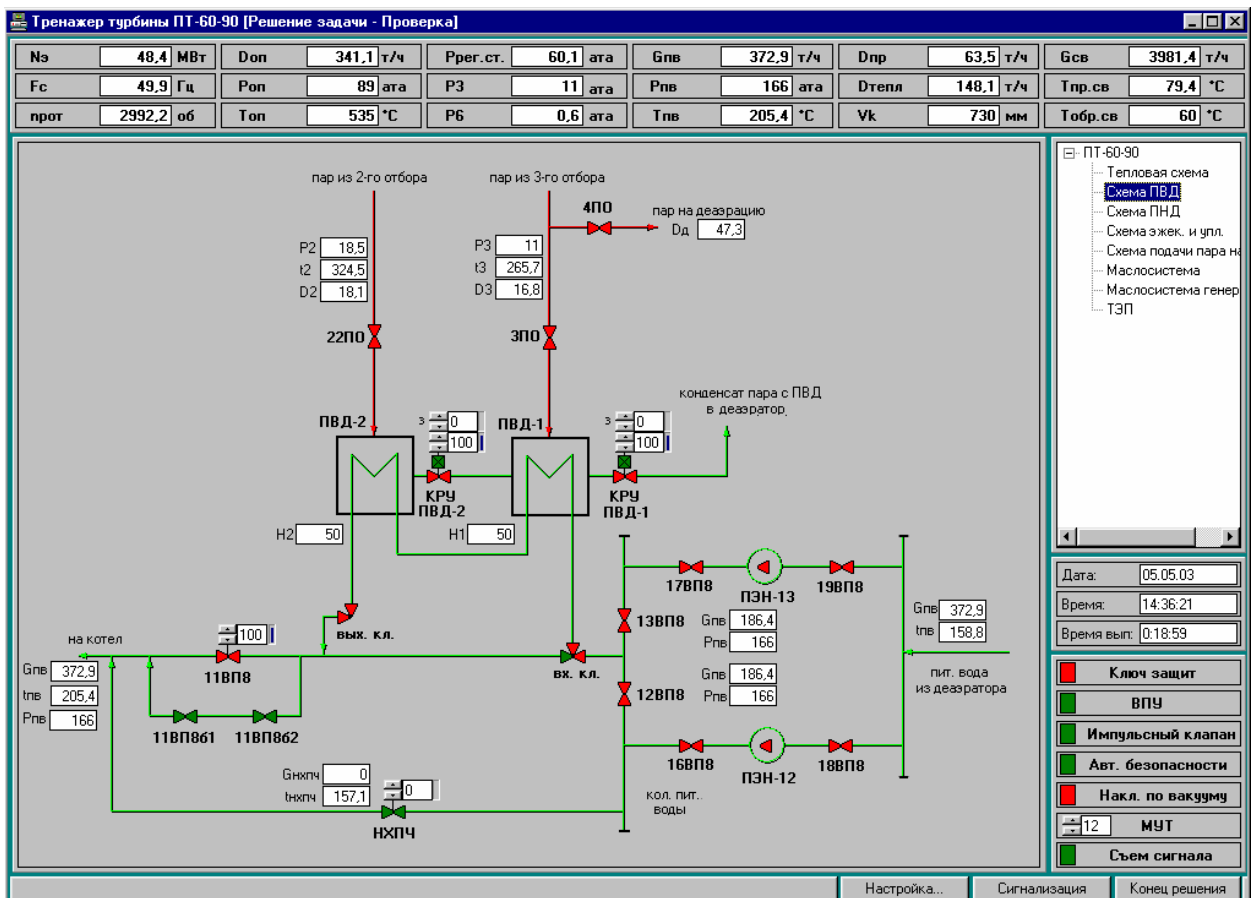 Тренажер турбины ПТ-60-90 [Решение задачи - Проверка]
Nэ 48,4 МВт Dоп 341,1 т/ч Ррег.ст. 60,1 ата Gпв 372,9 т/ч Dпр 63,5 т/ч Gсв 3981,4 т/ч
Fс 49,9 Гц Роп 89 ата Р3 11 ата Рпв 166 ата Dтепл 148,1 т/ч Тпр.св 79,4 °С
nрот 2992,2 об Топ 535 °С Р6 0,6 ата Тпв 205,4 °С Vk 730 мм Тобр.св 60 °С
пар из 2-го отбора
пар из 3-го отбора
4ПО
пар на деаэрацию
Dд 47,3
P2 18,5
t2 324,5
D2 18,1
P3 11
t3 265,7
D3 16,8
22ПО
3ПО
конденсат пара с ПВД
в деаэратор
ПВД-2
з 0
100
ПВД-1
з 0
100
КРУ
ПВД-2
КРУ
ПВД-1
H2 50
H1 50
17ВП8
ПЭН-13
19ВП8
13ВП8
Gпв 186,4
Pпв 166
Gпв 372,9
tпв 158,8
вых. кл.
на котел
100
11ВП8
вх. кл.
12ВП8
Gпв 186,4
Pпв 166
пит. вода
из деаэратора
Gпв 372,9
tпв 205,4
Pпв 166
11ВП8б1
11ВП8б2
16ВП8
ПЭН-12
18ВП8
Gнхпч 0
tнхпч 157,1
0
НХПЧ
кол. пит..
воды
ПТ-60-90
Тепловая схема
Схема ПВД
Схема ПНД
Схема эжек. и упл.
Схема подачи пара на
Маслосистема
Маслосистема генер
ТЭП
Дата: 05.05.03
Время: 14:36:21
Время вып: 0:18:59
Ключ защит
ВПУ
Импульсный клапан
Авт. безопасности
Накл. по вакууму
12 МУТ
Съем сигнала
Настройка... Сигнализация Конец решения